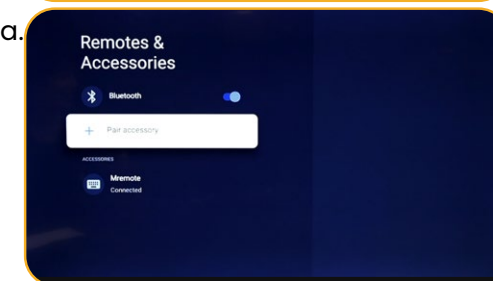 a.
Remotes &
Accessories
Bluetooth
+ Pair accessory
ACCESSORIES
Mremote
Connected